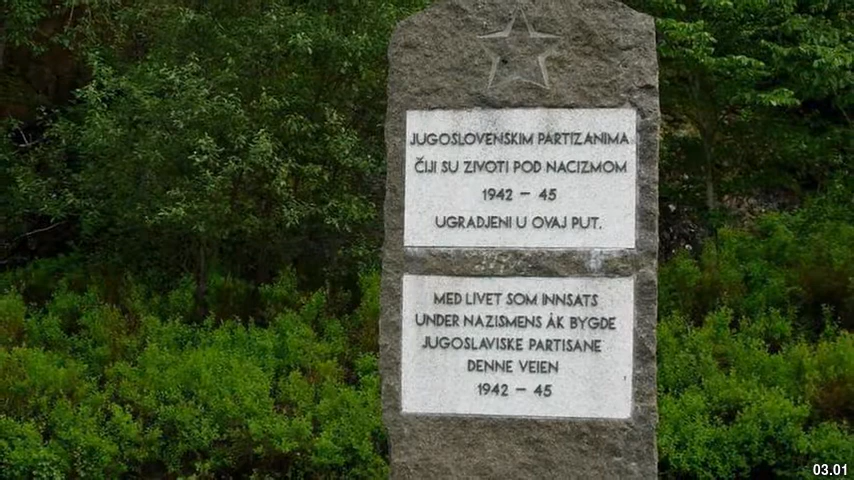 JUGOSLOVENSKIM PARTIZANIMA
ČIJI SU ZIVOTI POD NACIZMOM
1942 – 45
UGRADJENI U OVAJ PUT.
MED LIVET SOM INNSATS
UNDER NAZISMENS ÅK BYGDE
JUGOSLAVISKE PARTISANE
DENNE VEIEN
1942 – 45
03.01